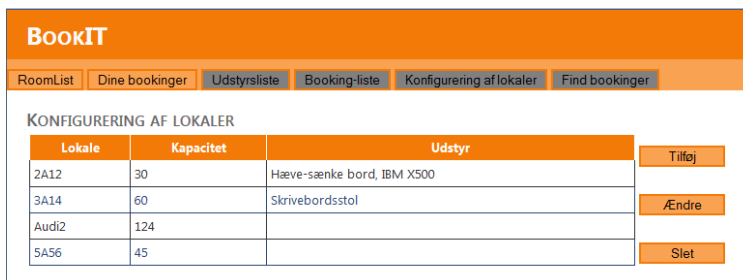 BookIT
RoomList Dine bookinger Udstyrsliste Booking-liste Konfigurering af lokaler Find bookinger
Konfigurering af lokaler
Lokale Kapacitet Udstyr
2A12 30 Hæve-sænke bord, IBM X500
3A14 60 Skrivebordsstol
Audi2 124
5A56 45
Tilføj
Ændre
Slet